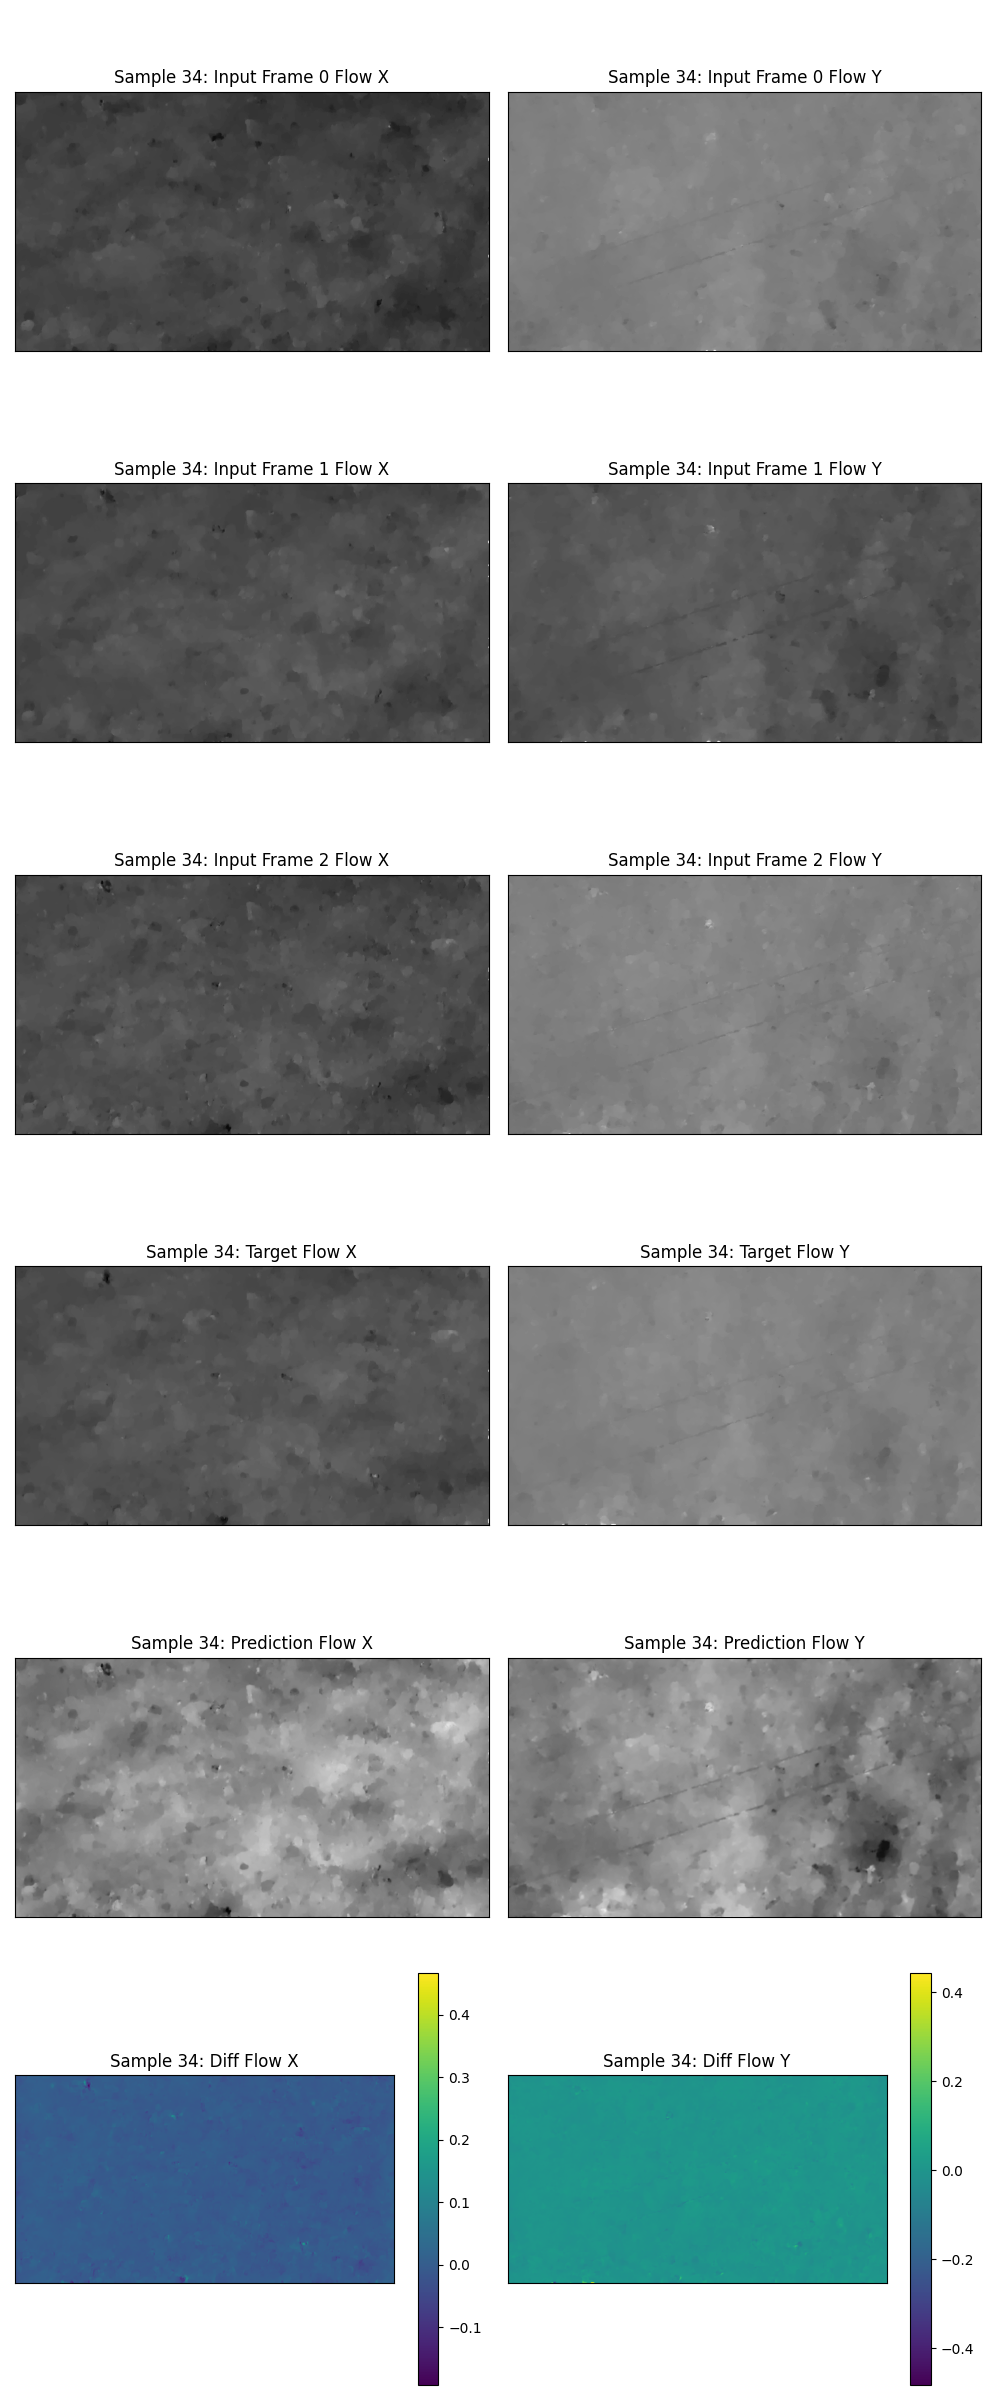 Sample 34: Input Frame 0 Flow X
Sample 34: Input Frame 0 Flow Y
Sample 34: Input Frame 1 Flow X
Sample 34: Input Frame 1 Flow Y
Sample 34: Input Frame 2 Flow X
Sample 34: Input Frame 2 Flow Y
Sample 34: Target Flow X
Sample 34: Target Flow Y
Sample 34: Prediction Flow X
Sample 34: Prediction Flow Y
Sample 34: Diff Flow X
0.4
0.3
0.2
0.1
0.0
−0.1
Sample 34: Diff Flow Y
0.4
0.2
0.0
−0.2
−0.4